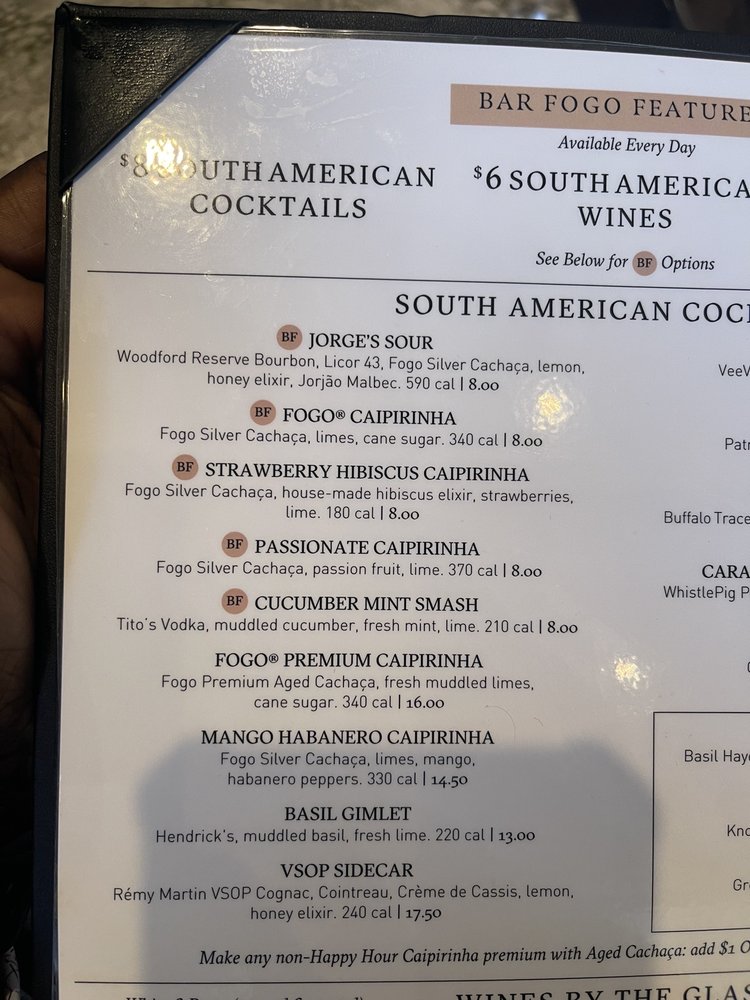 BAR FOGO FEATURE
Available Every Day
$8 SOUTH AMERICAN
COCKTAILS
$6 SOUTH AMERICA
WINES
See Below for BF Options
SOUTH AMERICAN COC
BF JORGE'S SOUR
Woodford Reserve Bourbon, Licor 43, Fogo Silver Cachaça, lemon,
honey elixir, Jorjão Malbec. 590 cal | 8.00
BF FOGO® CAIPIRINHA
Fogo Silver Cachaça, limes, cane sugar. 340 cal | 8.00
BF STRAWBERRY HIBISCUS CAIPIRINHA
Fogo Silver Cachaça, house-made hibiscus elixir, strawberries,
lime. 180 cal | 8.00
BF PASSIONATE CAIPIRINHA
Fogo Silver Cachaça, passion fruit, lime. 370 cal | 8.00
BF CUCUMBER MINT SMASH
Tito's Vodka, muddled cucumber, fresh mint, lime. 210 cal | 8.00
FOGO® PREMIUM CAIPIRINHA
Fogo Premium Aged Cachaça, fresh muddled limes,
cane sugar. 340 cal | 16.00
MANGO HABANERO CAIPIRINHA
Fogo Silver Cachaça, limes, mango,
habanero peppers. 330 cal | 14.50
BASIL GIMLET
Hendrick's, muddled basil, fresh lime. 220 cal | 13.00
VSOP SIDECAR
Rémy Martin VSOP Cognac, Cointreau, Crème de Cassis, lemon,
honey elixir. 240 cal | 17.50
VeeV
Patr
Buffalo Trace
CARA
WhistlePig P
Basil Hay
Kno
Gr
Make any non-Happy Hour Caipirinha premium with Aged Cachaça: add $1
WINES BY THE GLAS